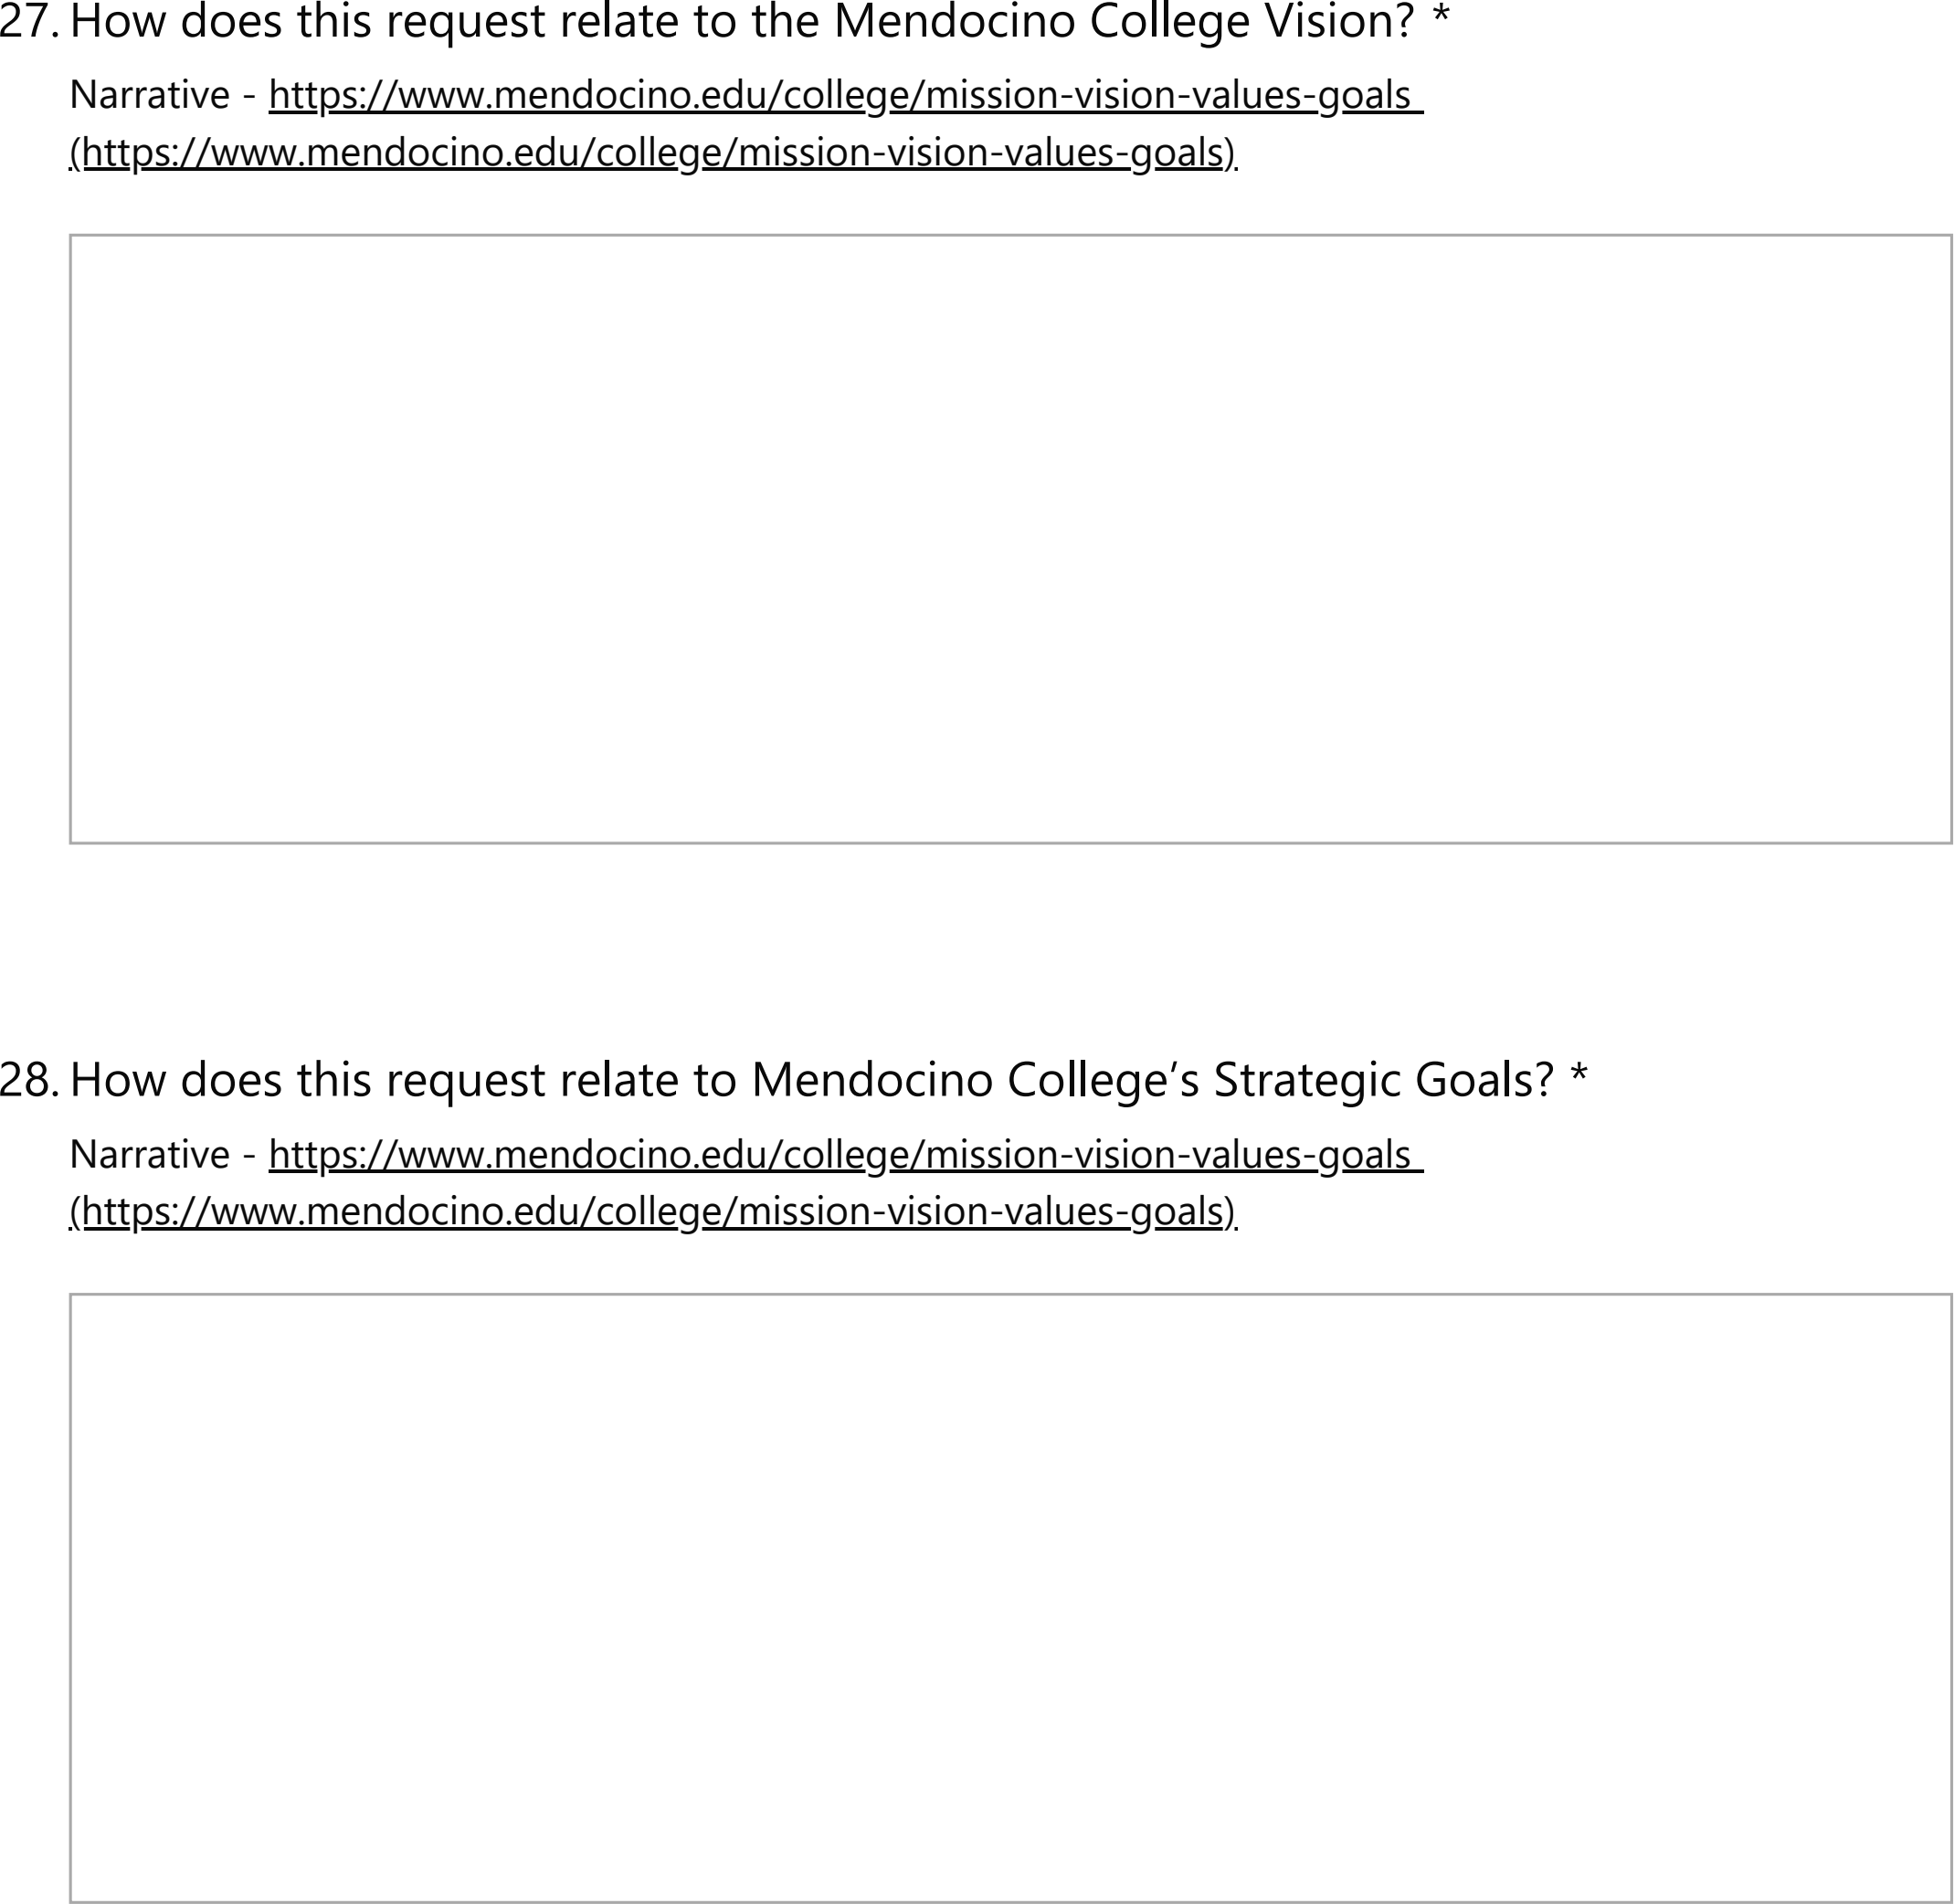 27. How does this request relate to the Mendocino College Vision? *
Narrative - https://www.mendocino.edu/college/mission-vision-values-goals
(https://www.mendocino.edu/college/mission-vision-values-goals)
28. How does this request relate to Mendocino College’s Strategic Goals? *
Narrative - https://www.mendocino.edu/college/mission-vision-values-goals
(https://www.mendocino.edu/college/mission-vision-values-goals)